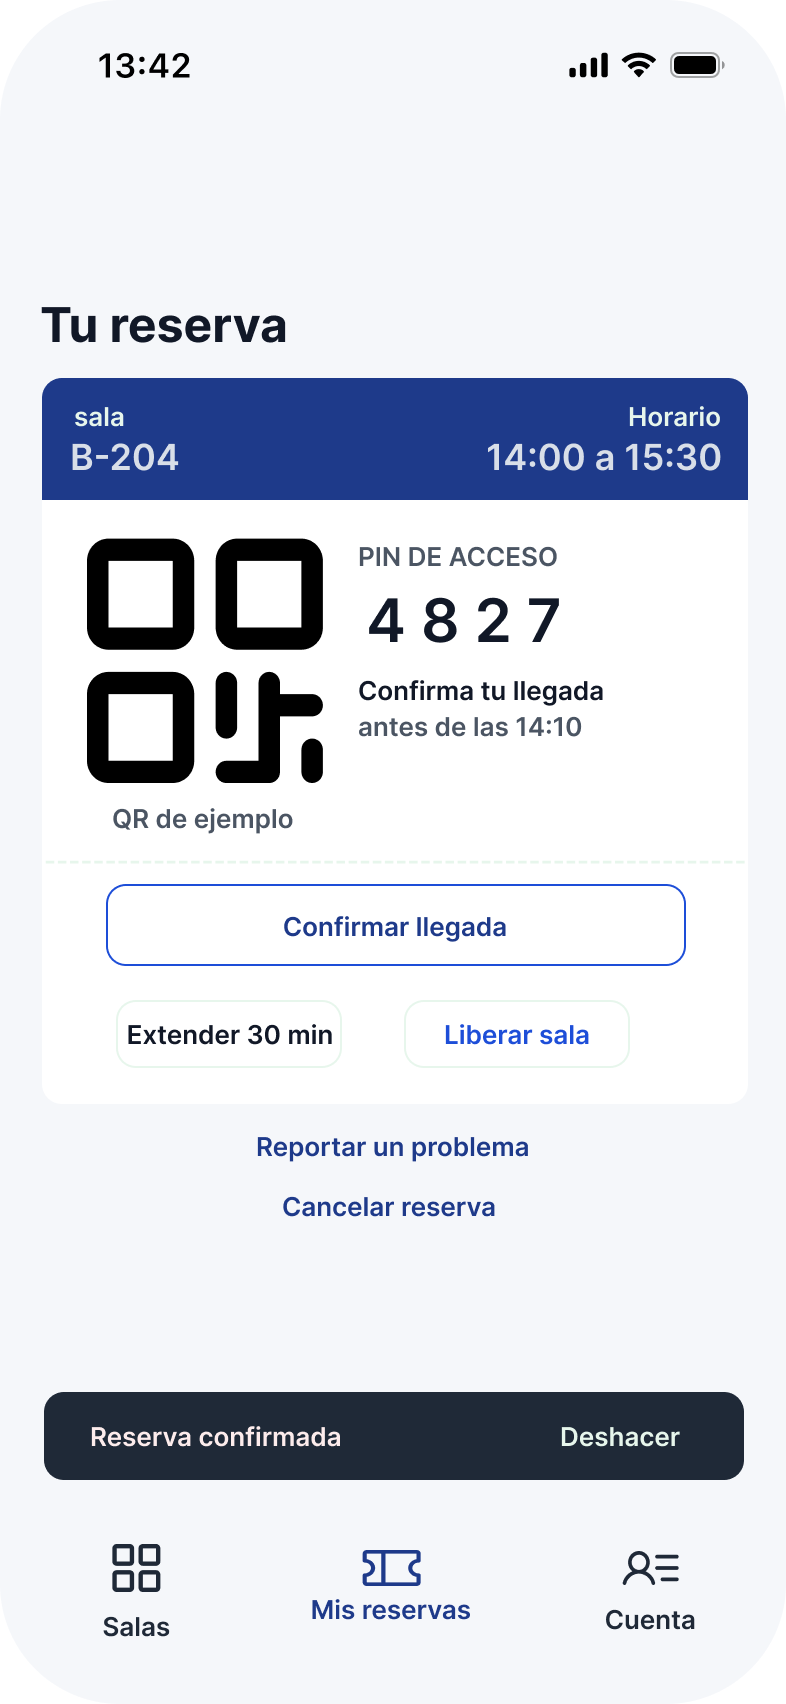 13:42
Tu reserva
sala
Horario
B-204
14:00 a 15:30
PIN DE ACCESO
4 8 2 7
Confirma tu llegada
antes de las 14:10
QR de ejemplo
Confirmar llegada
Extender 30 min
Liberar sala
Reportar un problema
Cancelar reserva
Reserva confirmada
Deshacer
Salas
Mis reservas
Cuenta